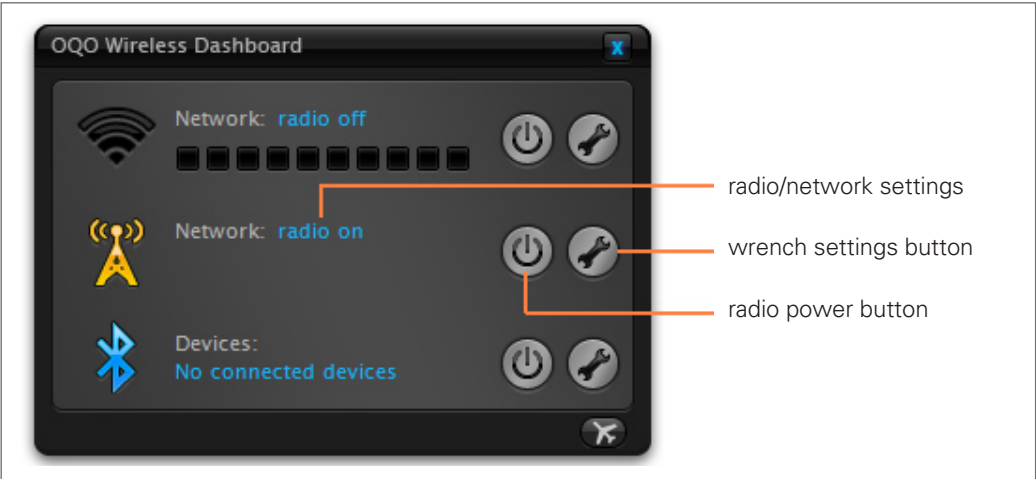 OQO Wireless Dashboard
x
Network: radio off
radio/network settings
Network: radio on
wrench settings button
radio power button
Devices:
No connected devices